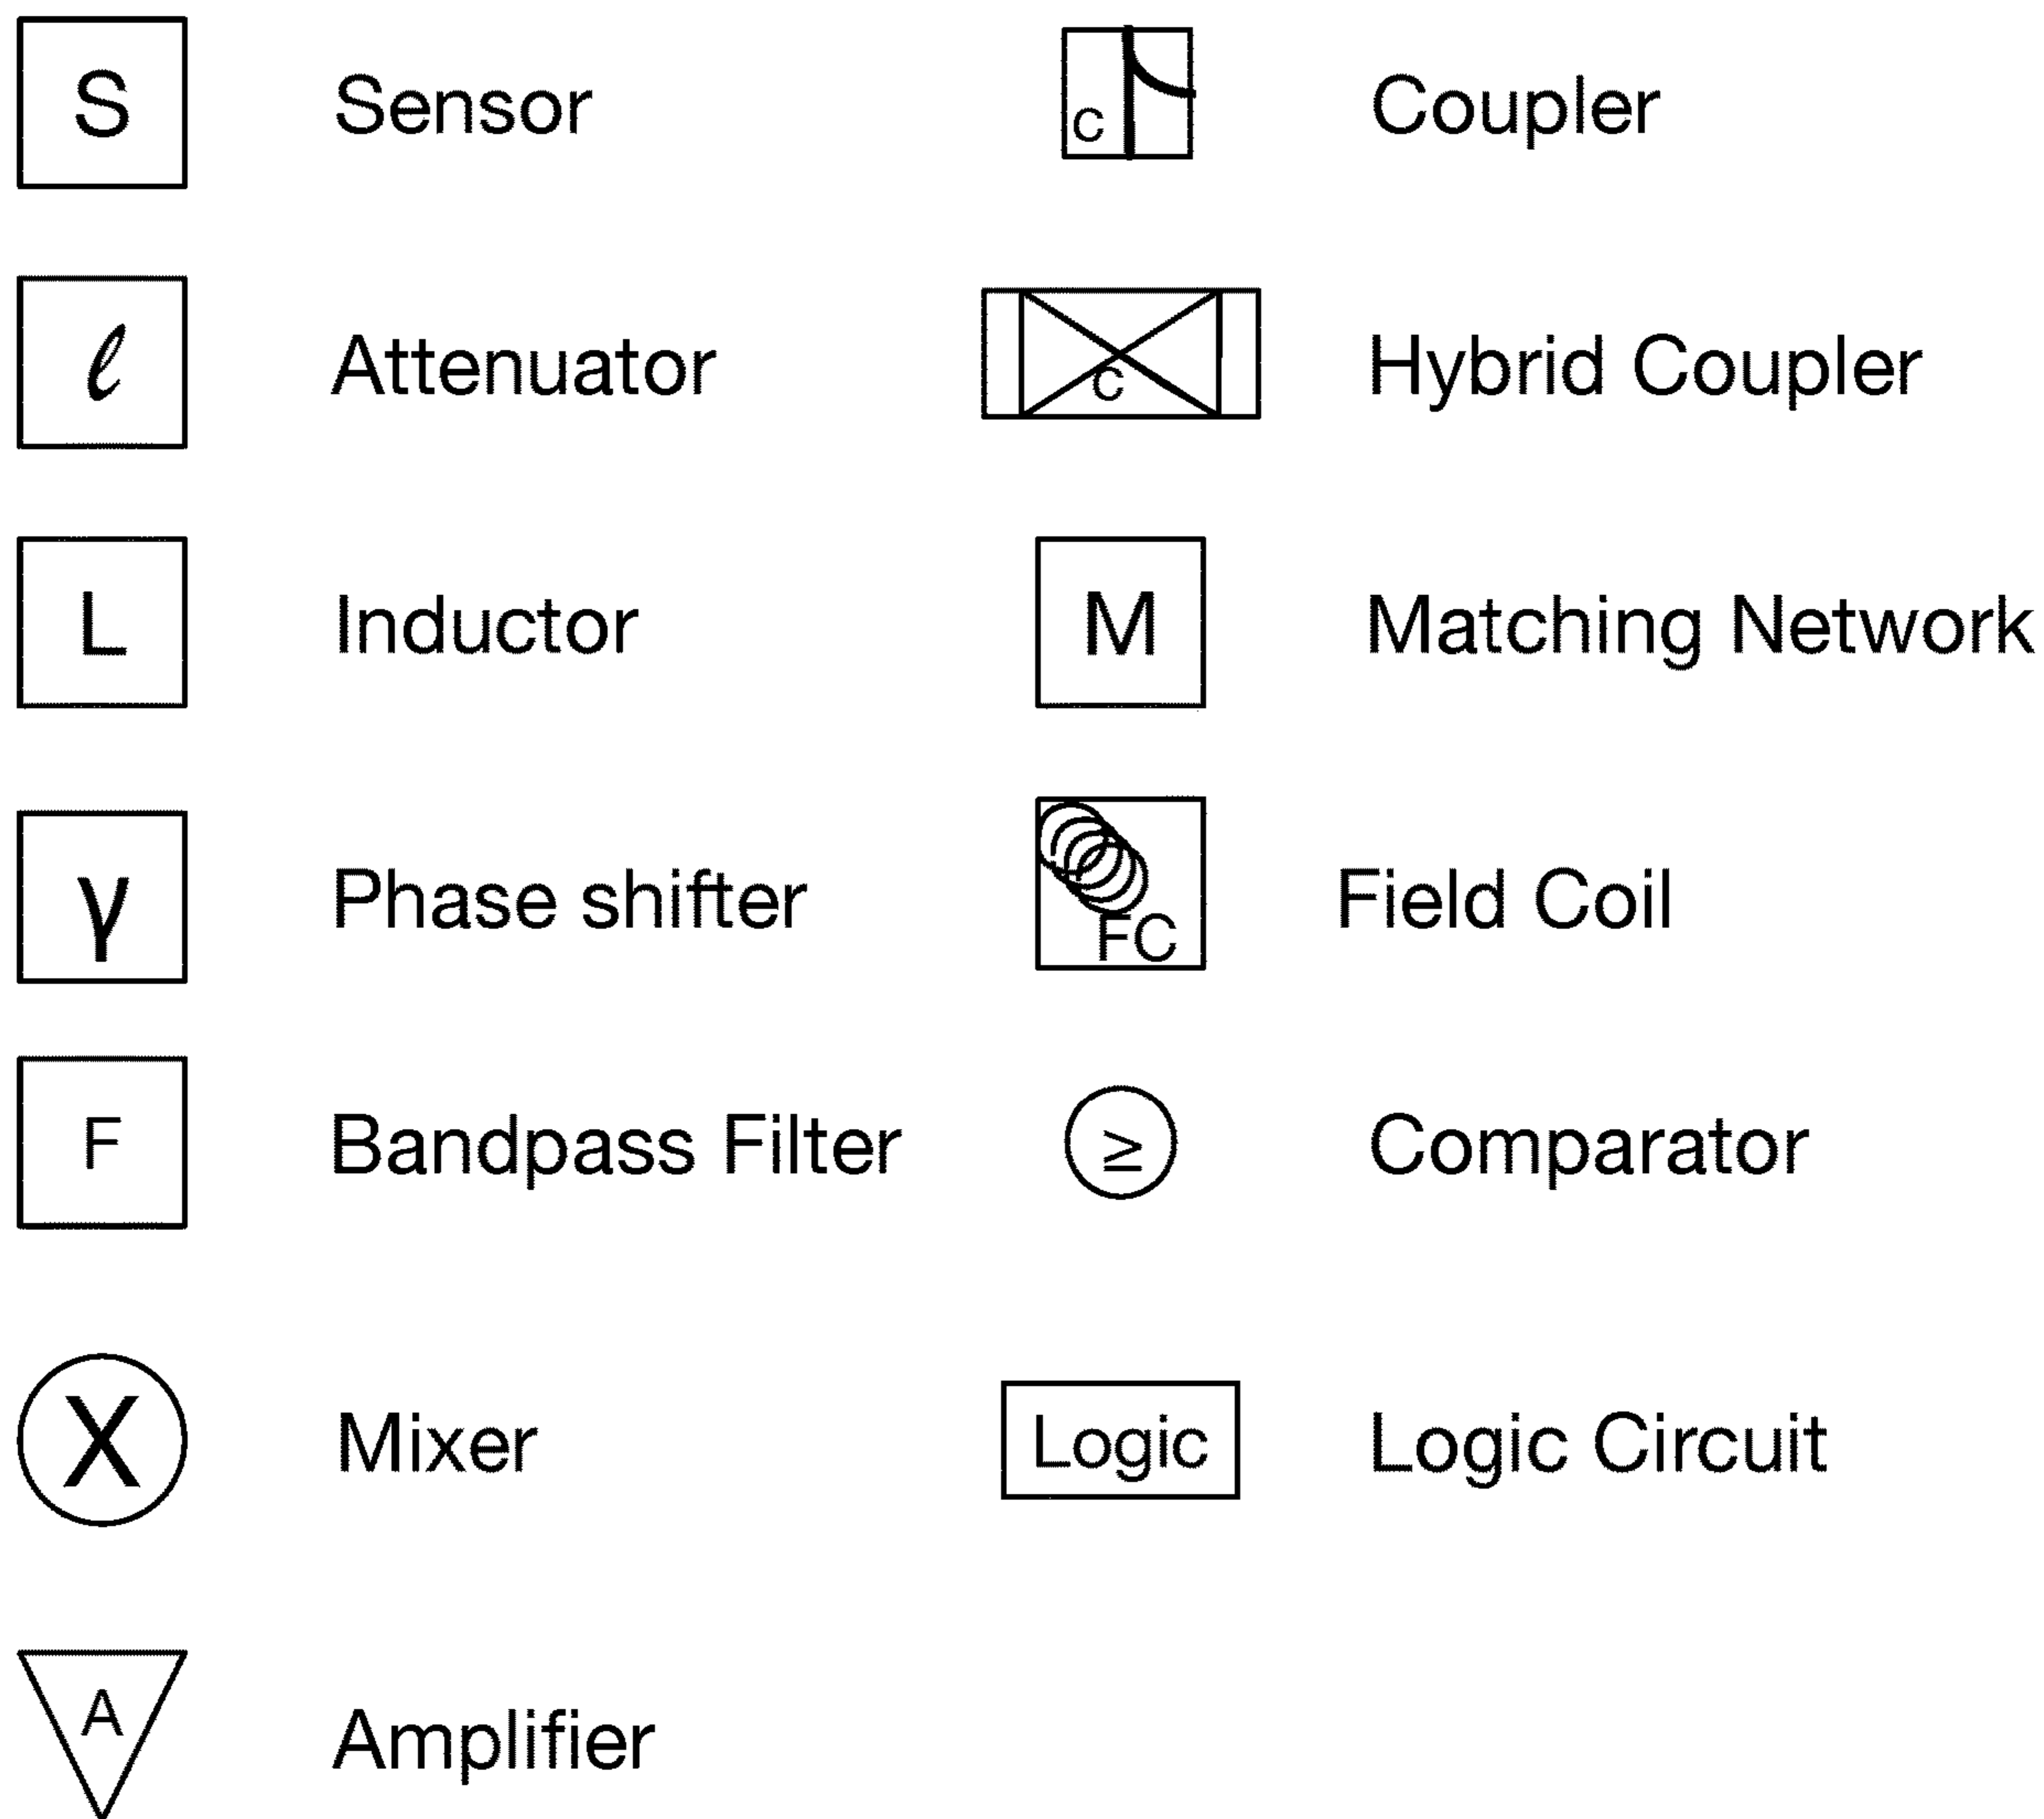 S Sensor
C Coupler
ℓ Attenuator
C Hybrid Coupler
L Inductor
M Matching Network
γ Phase shifter
FC Field Coil
F Bandpass Filter
≥ Comparator
X Mixer
Logic Logic Circuit
A Amplifier